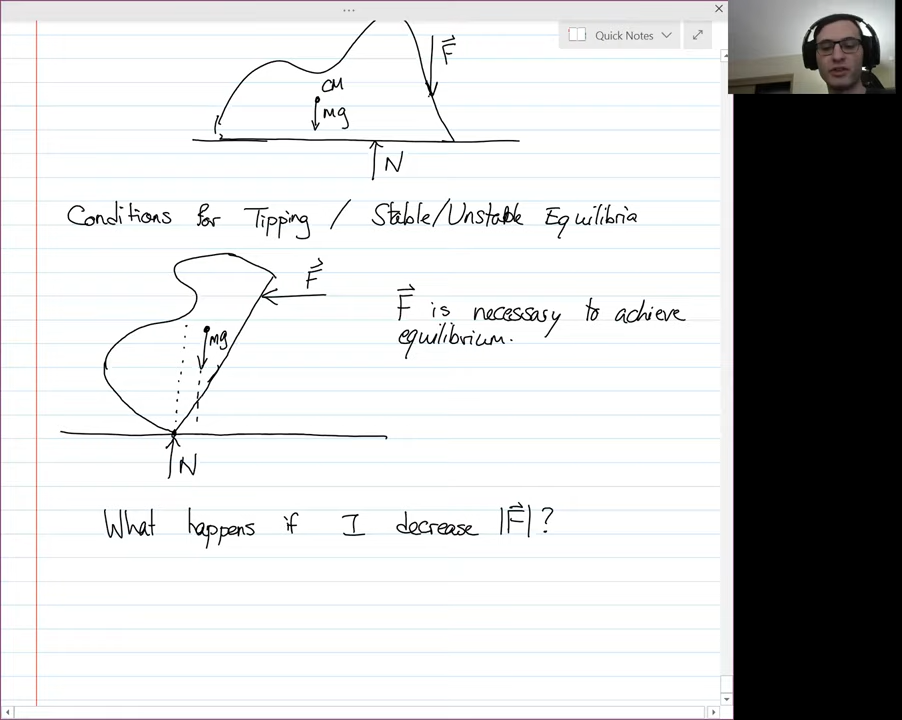 Quick Notes
F
CM
mg
N
Conditions for Tipping / Stable/Unstable Equilibria
F
F is necessary to achieve
equilibrium.
mg
N
What happens if I decrease |F|?